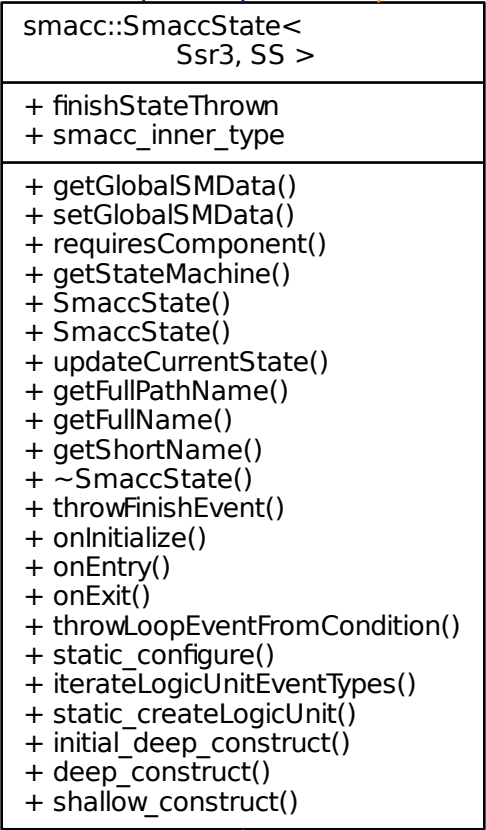 smacc::SmaccState<
Ssr3, SS >
+ finishStateThrown
+ smacc_inner_type
+ getGlobalSMData()
+ setGlobalSMData()
+ requiresComponent()
+ getStateMachine()
+ SmaccState()
+ SmaccState()
+ updateCurrentState()
+ getFullPathName()
+ getFullName()
+ getShortName()
+ ~SmaccState()
+ throwFinishEvent()
+ onInitialize()
+ onEntry()
+ onExit()
+ throwLoopEventFromCondition()
+ static_configure()
+ iterateLogicUnitEventTypes()
+ static_createLogicUnit()
+ initial_deep_construct()
+ deep_construct()
+ shallow_construct()